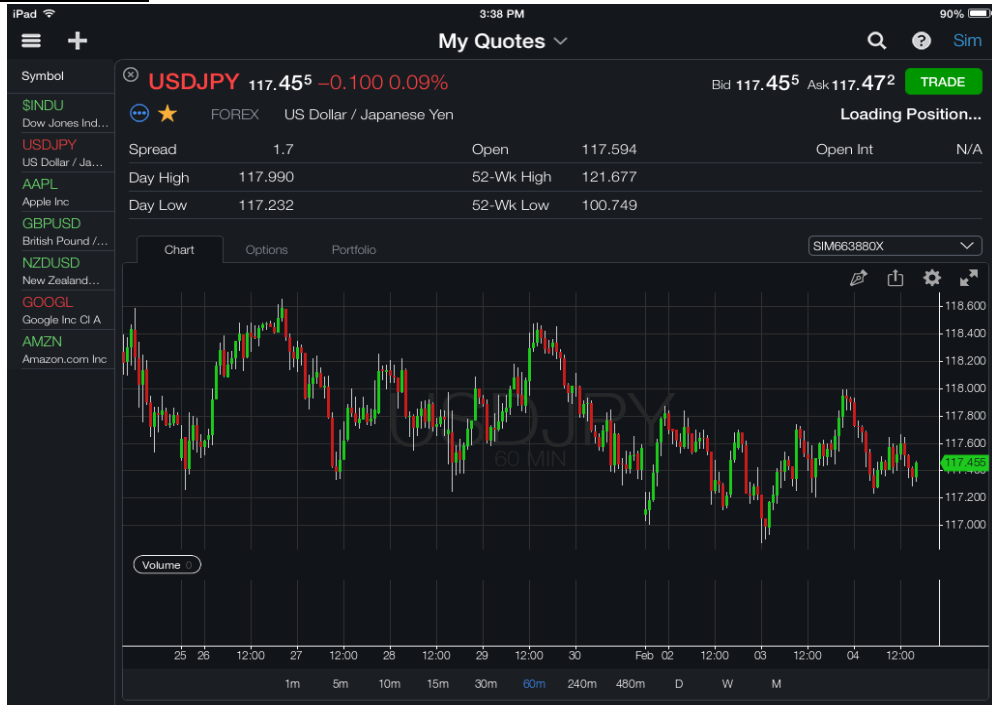 iPad 3:38 PM 90%
My Quotes Sim
Symbol
$INDU
Dow Jones Ind...
USDJPY
US Dollar / Ja...
AAPL
Apple Inc
GBPUSD
British Pound /...
NZDUSD
New Zealand...
GOOGL
Google Inc Cl A
AMZN
Amazon.com Inc
USDJPY 117.455 –0.100 0.09% Bid 117.455 Ask 117.472 TRADE
FOREX US Dollar / Japanese Yen Loading Position...
Spread 1.7 Open 117.594 Open Int N/A
Day High 117.990 52-Wk High 121.677
Day Low 117.232 52-Wk Low 100.749
Chart Options Portfolio SIM663880X
118.600
118.400
118.200
118.000
117.800
117.600
117.455
117.200
117.000
USDJPY
60 MIN
Volume 0
25 26 12:00 27 12:00 28 12:00 29 12:00 30 Feb 02 12:00 03 12:00 04 12:00
1m 5m 10m 15m 30m 60m 240m 480m D W M